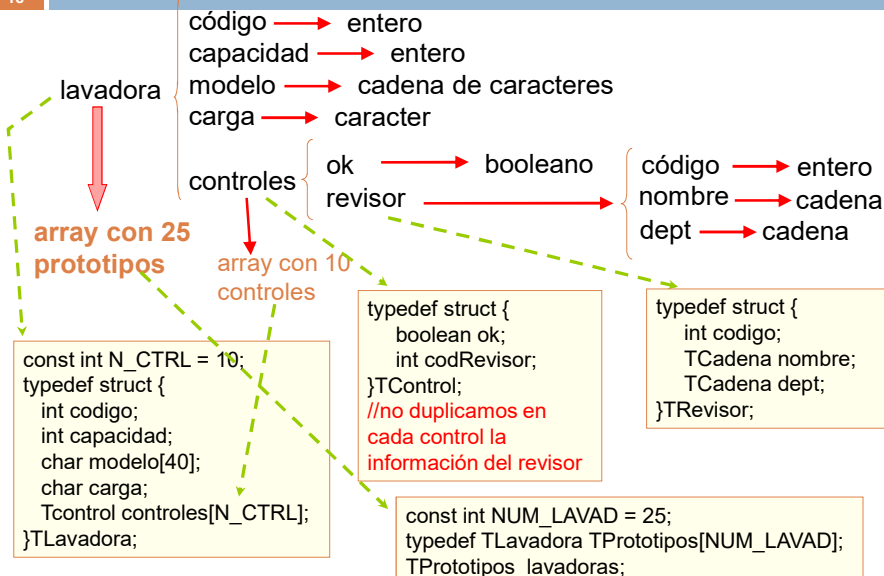 código entero
capacidad entero
lavadora
modelo cadena de caracteres
carga caracter
controles
ok booleano
revisor
código entero
nombre cadena
dept cadena
array con 25
prototipos
array con 10
controles
const int N_CTRL = 10;
typedef struct {
int codigo;
int capacidad;
char modelo[40];
char carga;
Tcontrol controles[N_CTRL];
}TLavadora;
typedef struct {
boolean ok;
int codRevisor;
}TControl;
//no duplicamos en
cada control la
información del revisor
typedef struct {
int codigo;
TCadena nombre;
TCadena dept;
}TRevisor;
const int NUM_LAVAD = 25;
typedef TLavadora TPrototipos[NUM_LAVAD];
TPrototipos lavadoras;